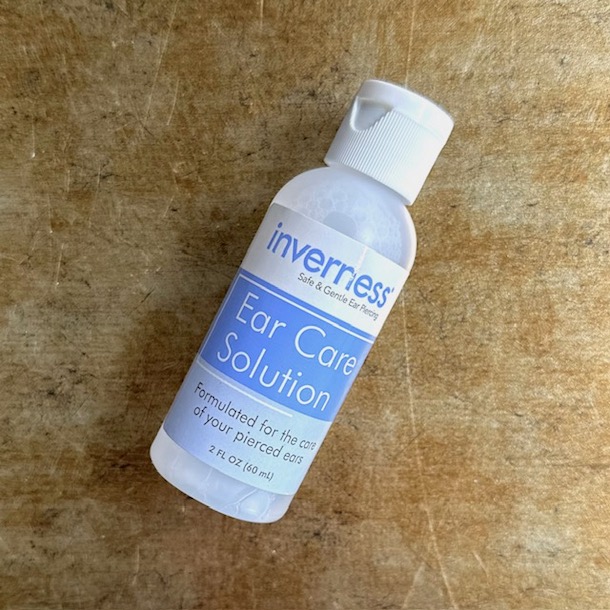 inverness®
Safe & Gentle Ear Piercing
Ear Care
Solution
Formulated for the care
of your pierced ears
2 FL OZ (60 mL)